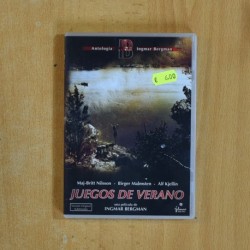 Antología
B
Ingmar Bergman
€ 4,00
Maj-Britt Nilsson - Birger Malmsten - Alf Kjellin
JUEGOS DE VERANO
una película de
INGMAR BERGMAN